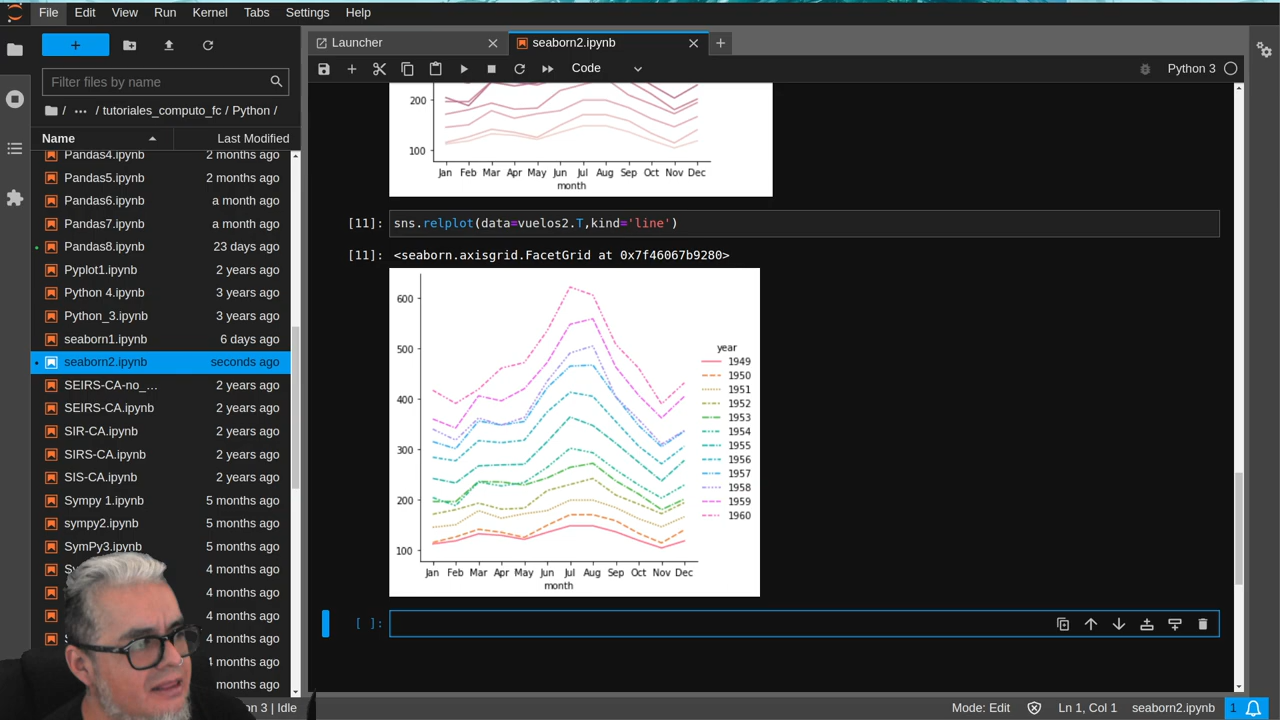 File Edit View Run Kernel Tabs Settings Help
Launcher
seaborn2.ipynb
Filter files by name
Code
Python 3
/ ... / tutoriales_computo_fc / Python /
Name Last Modified
Pandas4.ipynb 2 months ago
Pandas5.ipynb 2 months ago
Pandas6.ipynb a month ago
Pandas7.ipynb a month ago
Pandas8.ipynb 23 days ago
Pyplot1.ipynb 2 years ago
Python 4.ipynb 3 years ago
Python_3.ipynb 3 years ago
seaborn1.ipynb 6 days ago
seaborn2.ipynb seconds ago
SEIRS-CA-no_... 2 years ago
SEIRS-CA.ipynb 2 years ago
SIR-CA.ipynb 2 years ago
SIRS-CA.ipynb 2 years ago
SIS-CA.ipynb 2 years ago
Sympy 1.ipynb 5 months ago
sympy2.ipynb 5 months ago
SymPy3.ipynb 5 months ago
4 months ago
4 months ago
4 months ago
4 months ago
months ago
months ago
200
100
Jan Feb Mar Apr May Jun Jul Aug Sep Oct Nov Dec
month
[11]: sns.relplot(data=vuelos2.T,kind='line')
[11]: <seaborn.axisgrid.FacetGrid at 0x7f46067b9280>
600
500
400
300
200
100
Jan Feb Mar Apr May Jun Jul Aug Sep Oct Nov Dec
month
year
1949
1950
1951
1952
1953
1954
1955
1956
1957
1958
1959
1960
[ ]:
on 3 | Idle
Mode: Edit
Ln 1, Col 1
seaborn2.ipynb
1